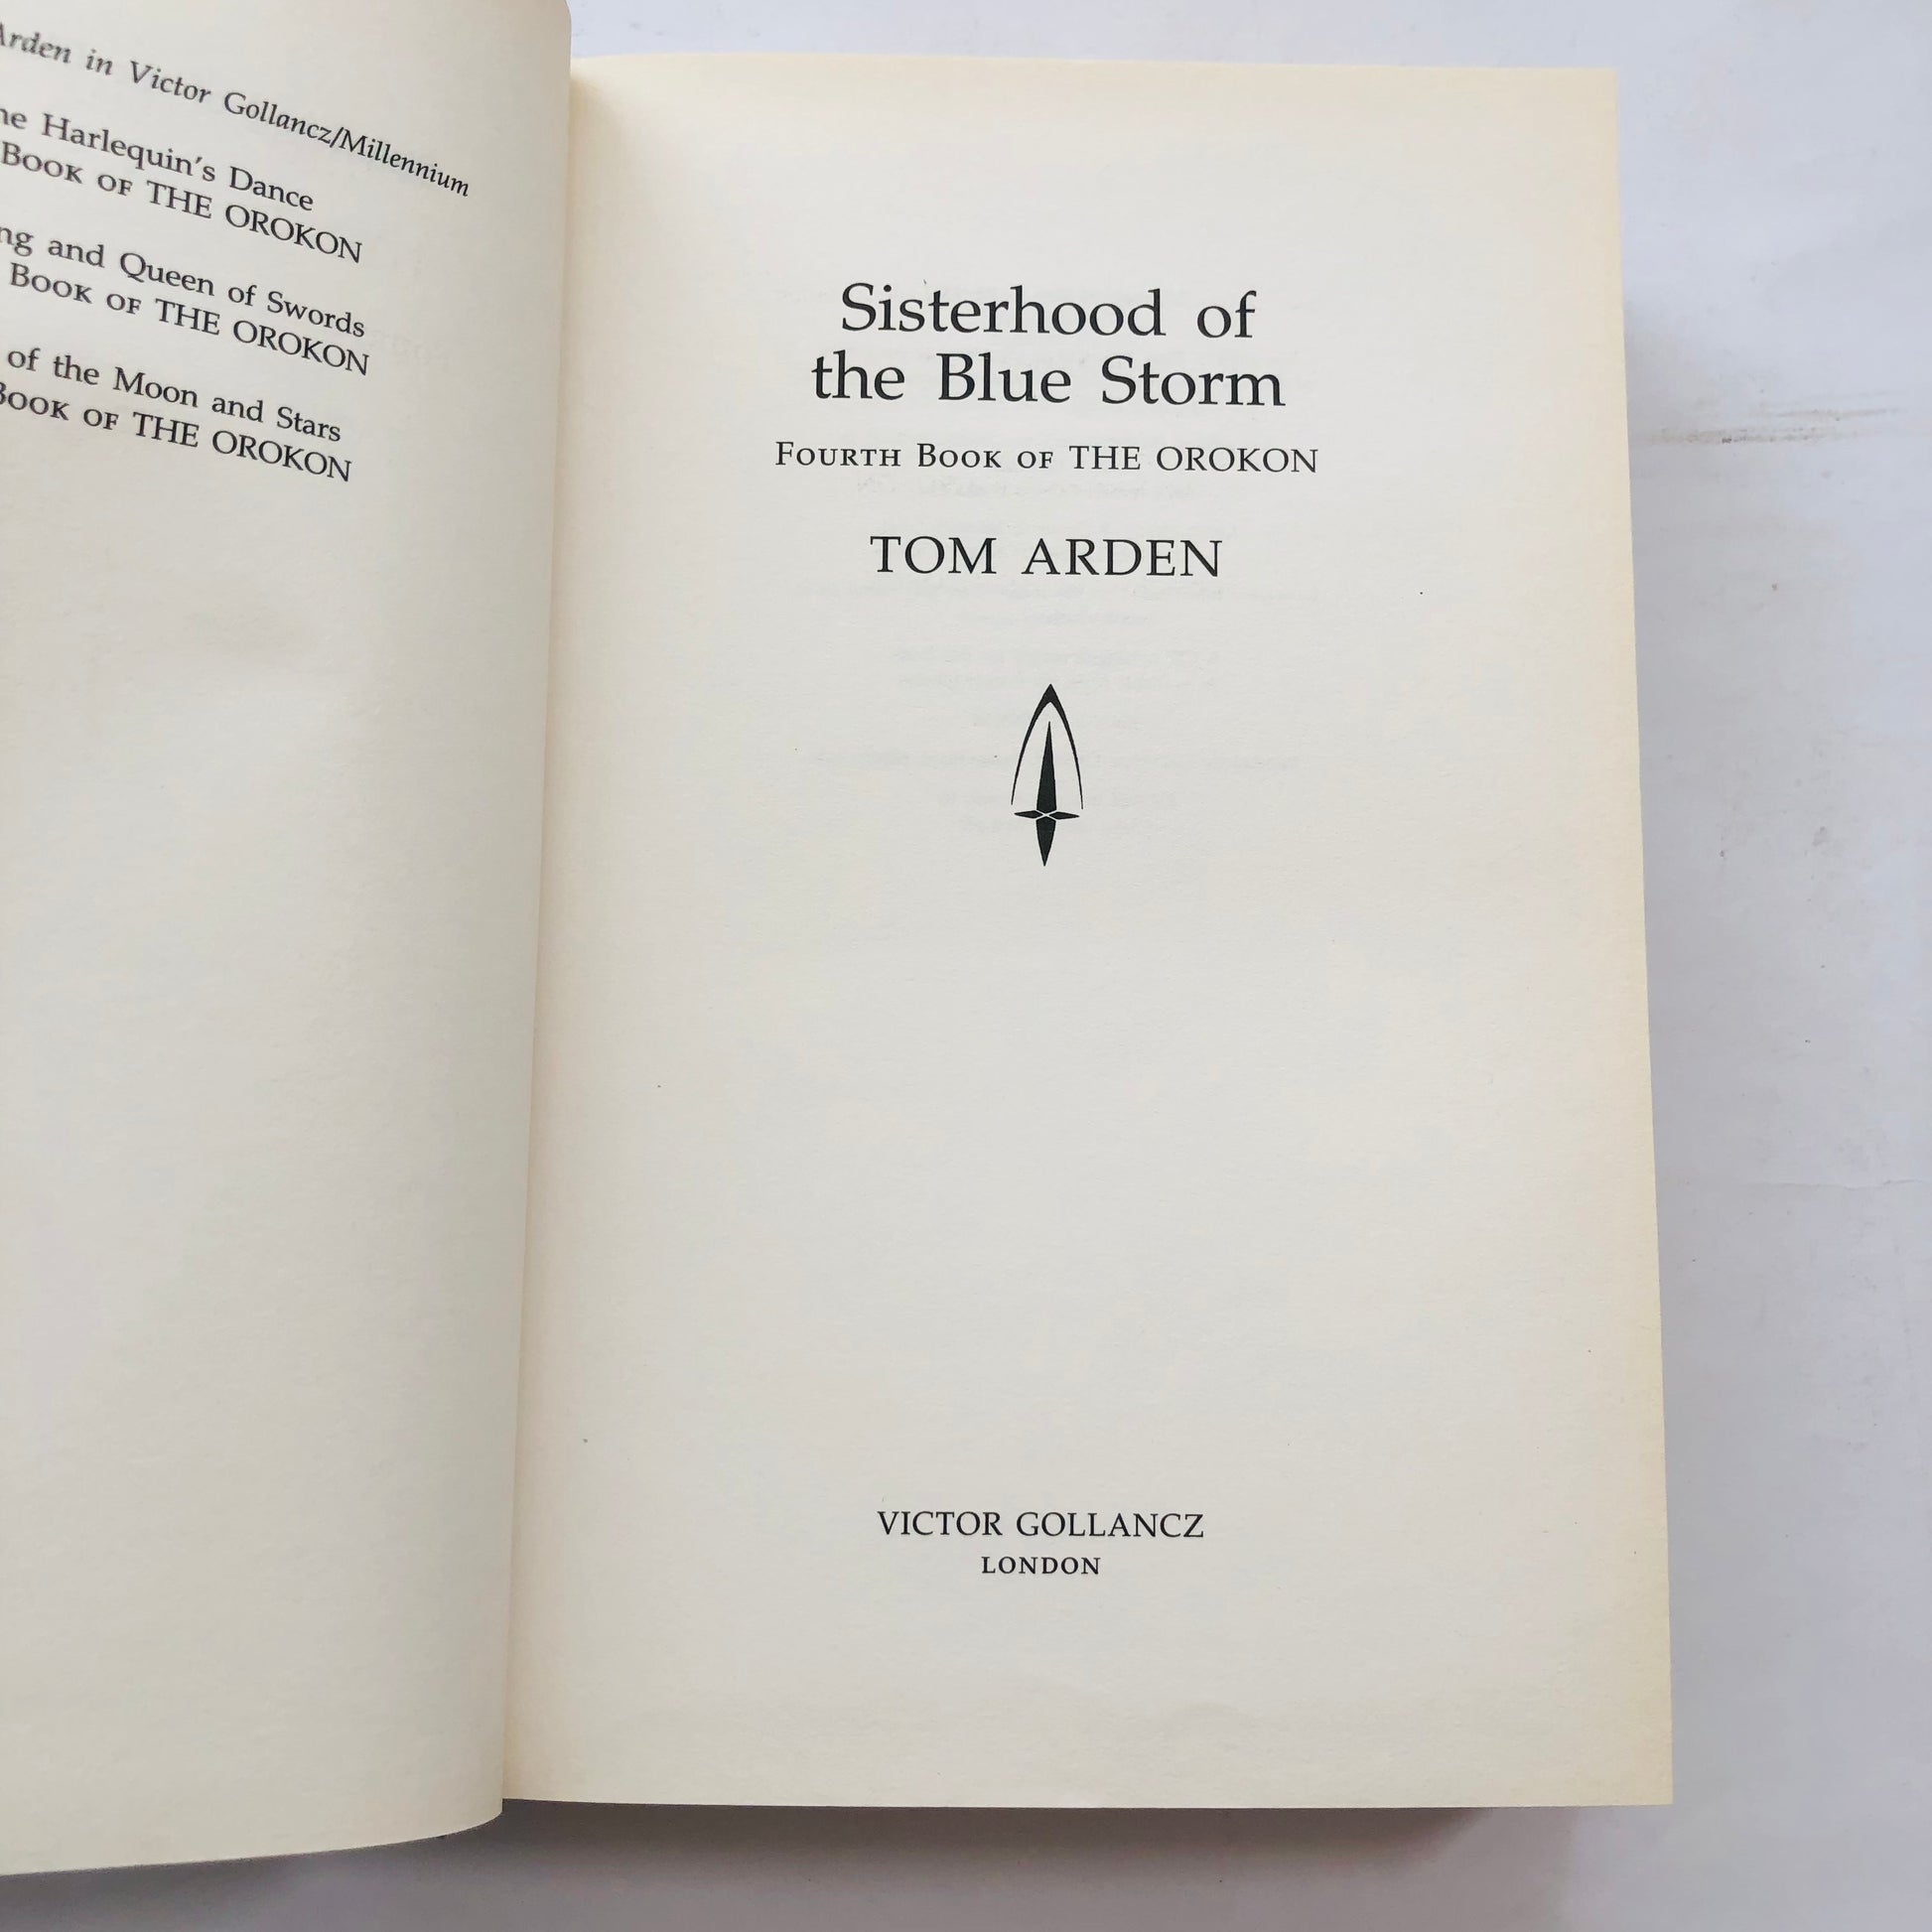 Arden in Victor Gollancz/Millennium
Harlequin's Dance
Book of THE OROKON
and Queen of Swords
Book of THE OROKON
of the Moon and Stars
Book of THE OROKON
Sisterhood of
the Blue Storm
Fourth Book of THE OROKON
TOM ARDEN
VICTOR GOLLANCZ
LONDON